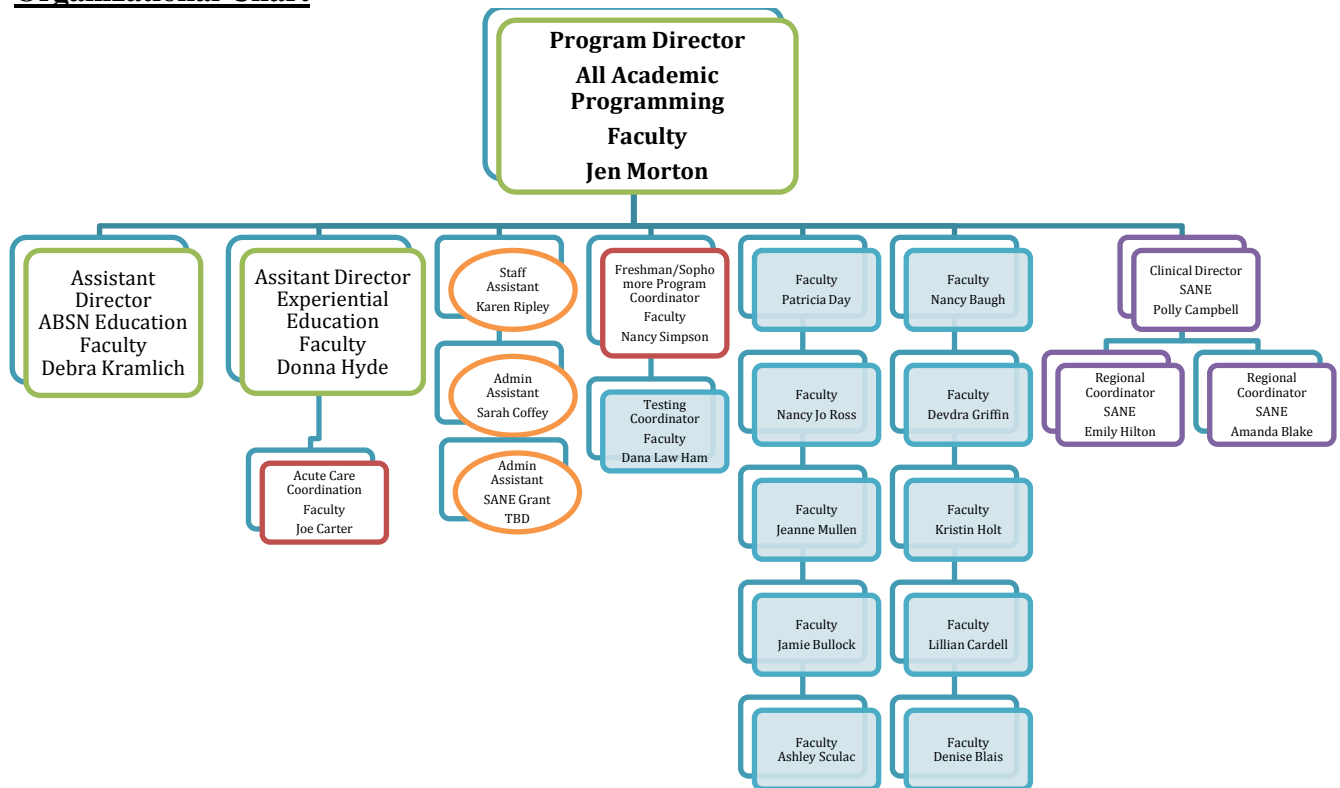 Organizational Chart
Program Director
All Academic
Programming
Faculty
Jen Morton
Assistant
Director
ABSN Education
Faculty
Debra Kramlich
Assitant Director
Experiential
Education
Faculty
Donna Hyde
Acute Care
Coordination
Faculty
Joe Carter
Staff
Assistant
Karen Ripley
Admin
Assistant
Sarah Coffey
Admin
Assistant
SANE Grant
TBD
Freshman/Sopho
more Program
Coordinator
Faculty
Nancy Simpson
Testing
Coordinator
Faculty
Dana Law Ham
Faculty
Patricia Day
Faculty
Nancy Jo Ross
Faculty
Jeanne Mullen
Faculty
Jamie Bullock
Faculty
Ashley Sculac
Faculty
Nancy Baugh
Faculty
Devdra Griffin
Faculty
Kristin Holt
Faculty
Lillian Cardell
Faculty
Denise Blais
Clinical Director
SANE
Polly Campbell
Regional
Coordinator
SANE
Emily Hilton
Regional
Coordinator
SANE
Amanda Blake